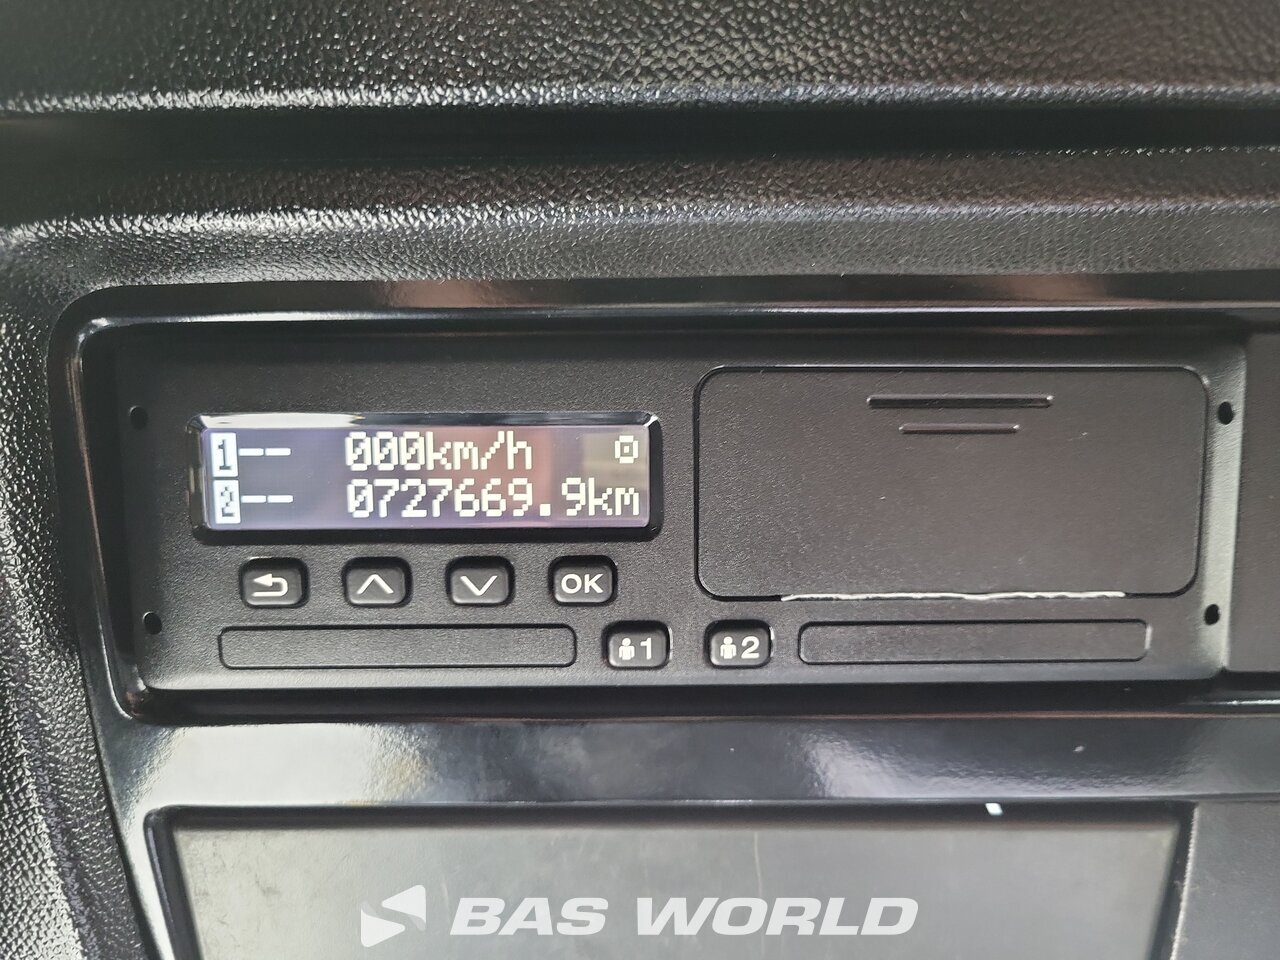 1-- 000km/h
2-- 0727669.9km
OK
1 2
BAS WORLD